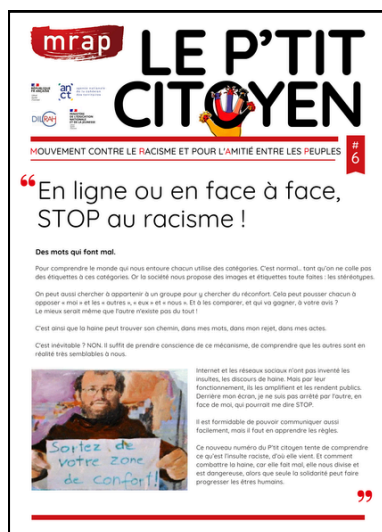 mrap
LE P'TIT
CITOYEN
RÉPUBLIQUE
FRANÇAISE
anct
DILCRAH
MOUVEMENT CONTRE LE RACISME ET POUR L'AMITIÉ ENTRE LES PEUPLES
#
6
“En ligne ou en face à face,
STOP au racisme !
Des mots qui font mal.
Pour comprendre le monde qui nous entoure chacun utilise des catégories. C'est normal... tant qu'on ne colle pas
des étiquettes à ces catégories. Or la société nous propose des images et étiquettes toute faites : les stéréotypes.
On peut aussi chercher à appartenir à un groupe pour y chercher du réconfort. Cela peut pousser chacun à
opposer « moi » et les « autres », « eux » et « nous ». Et à les comparer, et qui va gagner, à votre avis ?
Le mieux serait même que l'autre n'existe pas du tout !
C'est ainsi que la haine peut trouver son chemin, dans mes mots, dans mon rejet, dans mes actes.
C'est inévitable ? NON. Il suffit de prendre conscience de ce mécanisme, de comprendre que les autres sont en
réalité très semblables à nous.
Internet et les réseaux sociaux n'ont pas inventé les
insultes, les discours de haine. Mais par leur
fonctionnement, ils les amplifient et les rendent publics.
Derrière mon écran, je ne suis pas arrêté par l'autre, en
face de moi, qui pourrait me dire STOP.
Il est formidable de pouvoir communiquer aussi
facilement, mais il faut en apprendre les règles.
Ce nouveau numéro du P'tit citoyen tente de comprendre
ce qu'est l'insulte raciste, d'où elle vient. Et comment
combattre la haine, car elle fait mal, elle nous divise et
est dangereuse, alors que seule la solidarité peut faire
progresser les êtres humains.
”
Sortez de
votre zone
de confort!